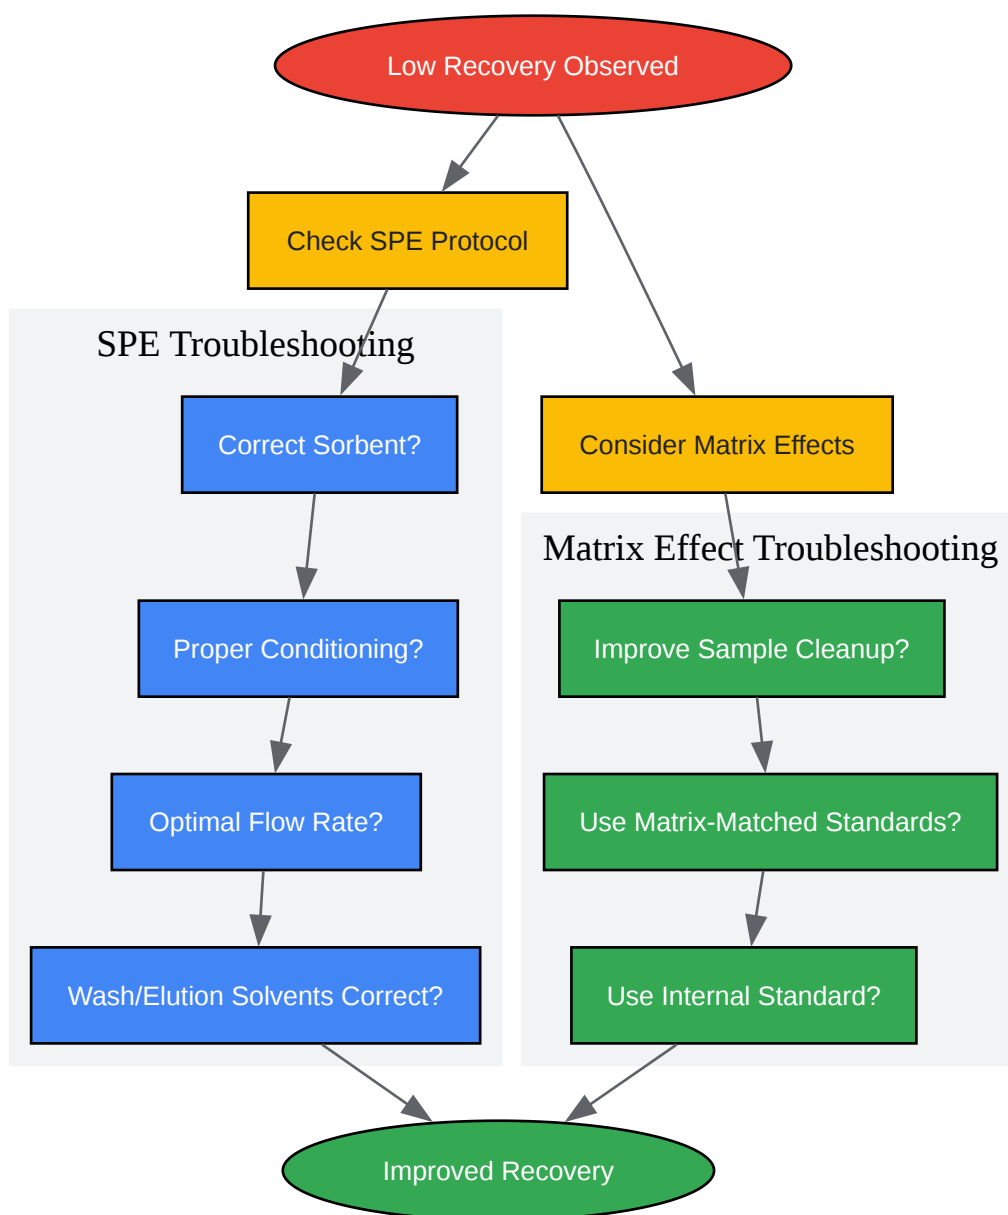 Low Recovery Observed
Check SPE Protocol
SPE Troubleshooting
Correct Sorbent?
Proper Conditioning?
Optimal Flow Rate?
Wash/Elution Solvents Correct?
Consider Matrix Effects
Matrix Effect Troubleshooting
Improve Sample Cleanup?
Use Matrix-Matched Standards?
Use Internal Standard?
Improved Recovery